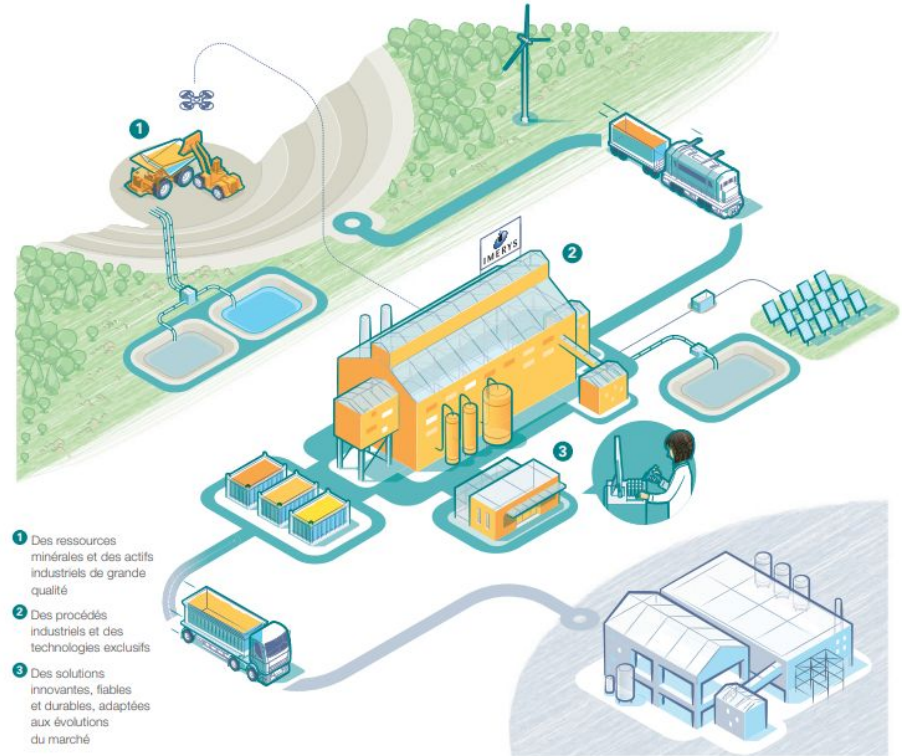 1
IMERYS
2
3
1 Des ressources
minérales et des actifs
industriels de grande
qualité
2 Des procédés
industriels et des
technologies exclusifs
3 Des solutions
innovantes, fiables
et durables, adaptées
aux évolutions
du marché